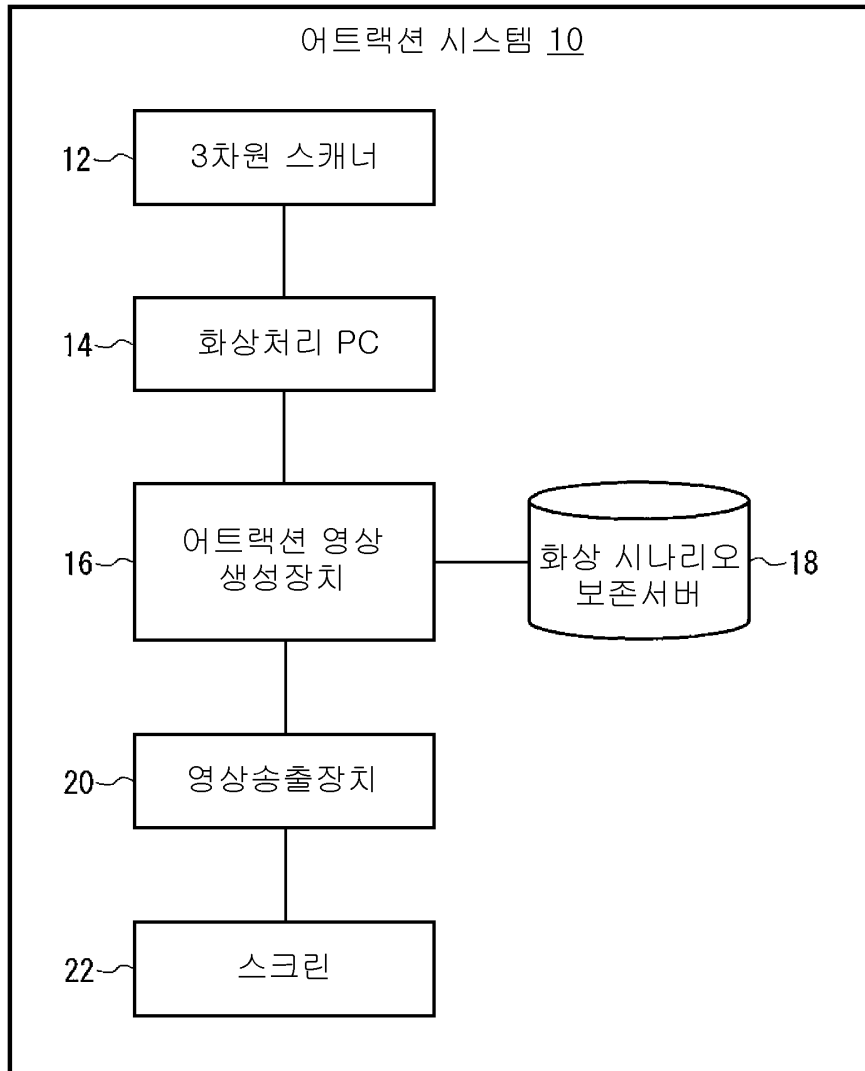 어트랙션 시스템 10
12
3차원 스캐너
14
화상처리 PC
16
어트랙션 영상
생성장치
화상 시나리오
보존서버
18
20
영상송출장치
22
스크린